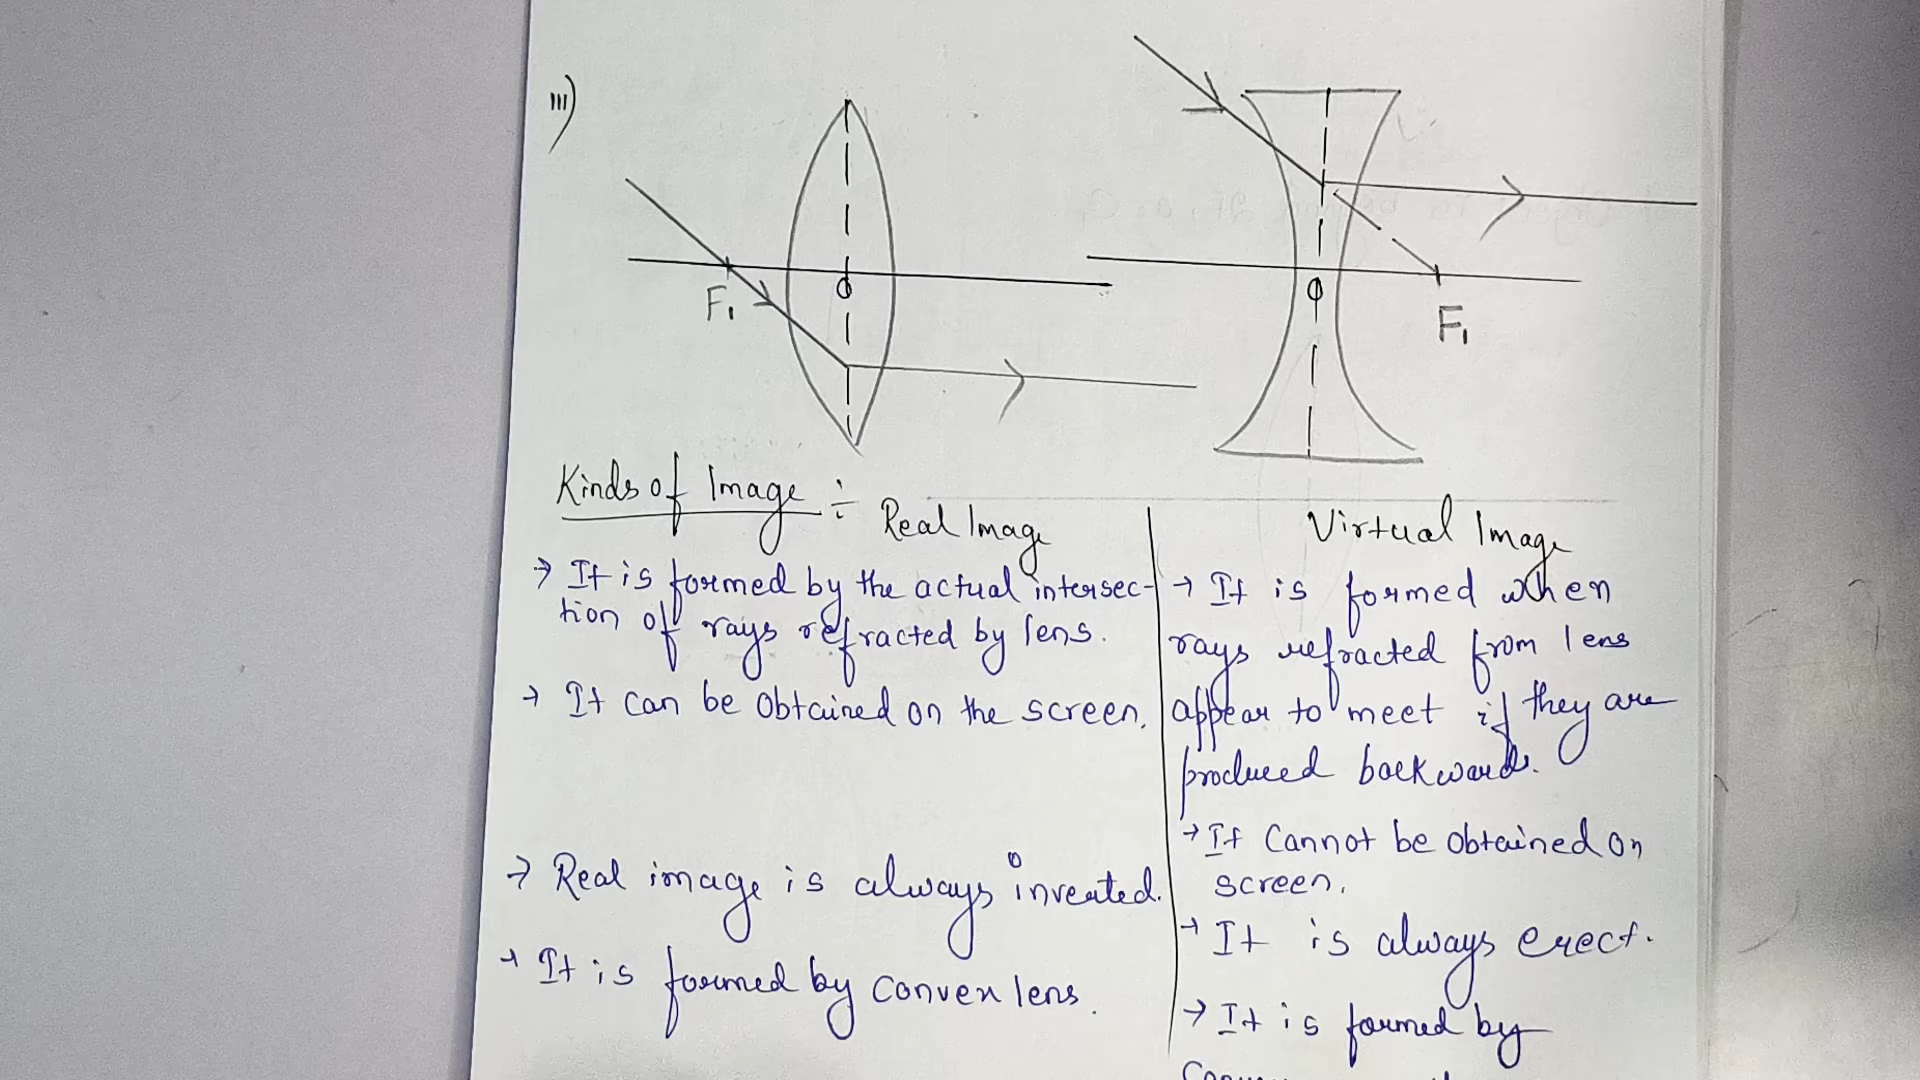 iii)
F₁ O
O F₁
Kinds of Image ÷ Real Image
→ It is formed by the actual intersec-
tion of rays refracted by lens.
→ It can be obtained on the screen.
→ Real image is always inverted.
→ It is formed by convex lens.
Virtual Image
→ It is formed when
rays refracted from lens
appear to meet if they are
produced backward.
→ It cannot be obtained on
screen.
→ It is always erect.
→ It is formed by